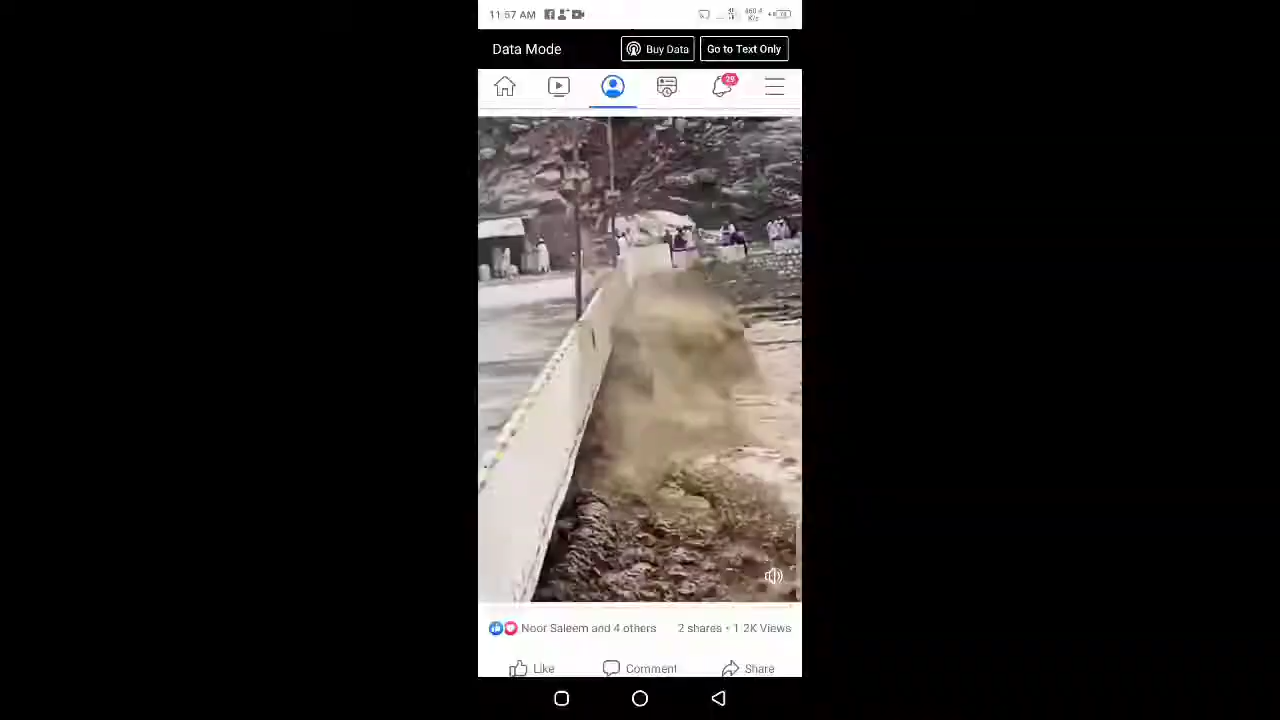 11:57 AM
Data Mode
Buy Data
Go to Text Only
29
Noor Saleem and 4 others
2 shares • 1.2K Views
Like
Comment
Share